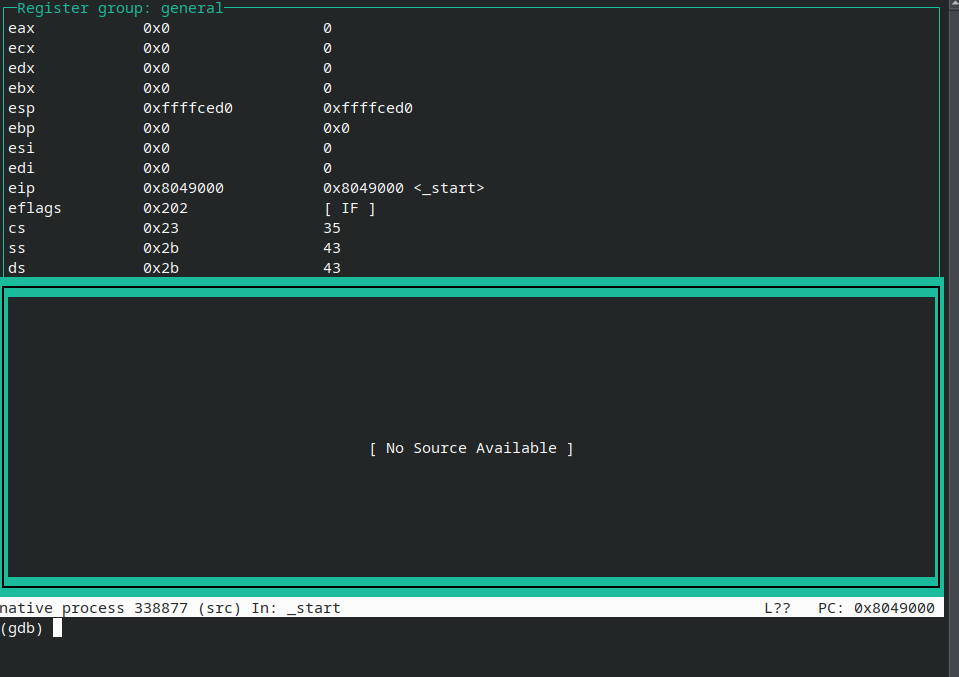 Register group: general
eax 0x0 0
ecx 0x0 0
edx 0x0 0
ebx 0x0 0
esp 0xffffced0 0xffffced0
ebp 0x0 0x0
esi 0x0 0
edi 0x0 0
eip 0x8049000 0x8049000 <_start>
eflags 0x202 [ IF ]
cs 0x23 35
ss 0x2b 43
ds 0x2b 43
[ No Source Available ]
native process 338877 (src) In: _start L?? PC: 0x8049000
(gdb)